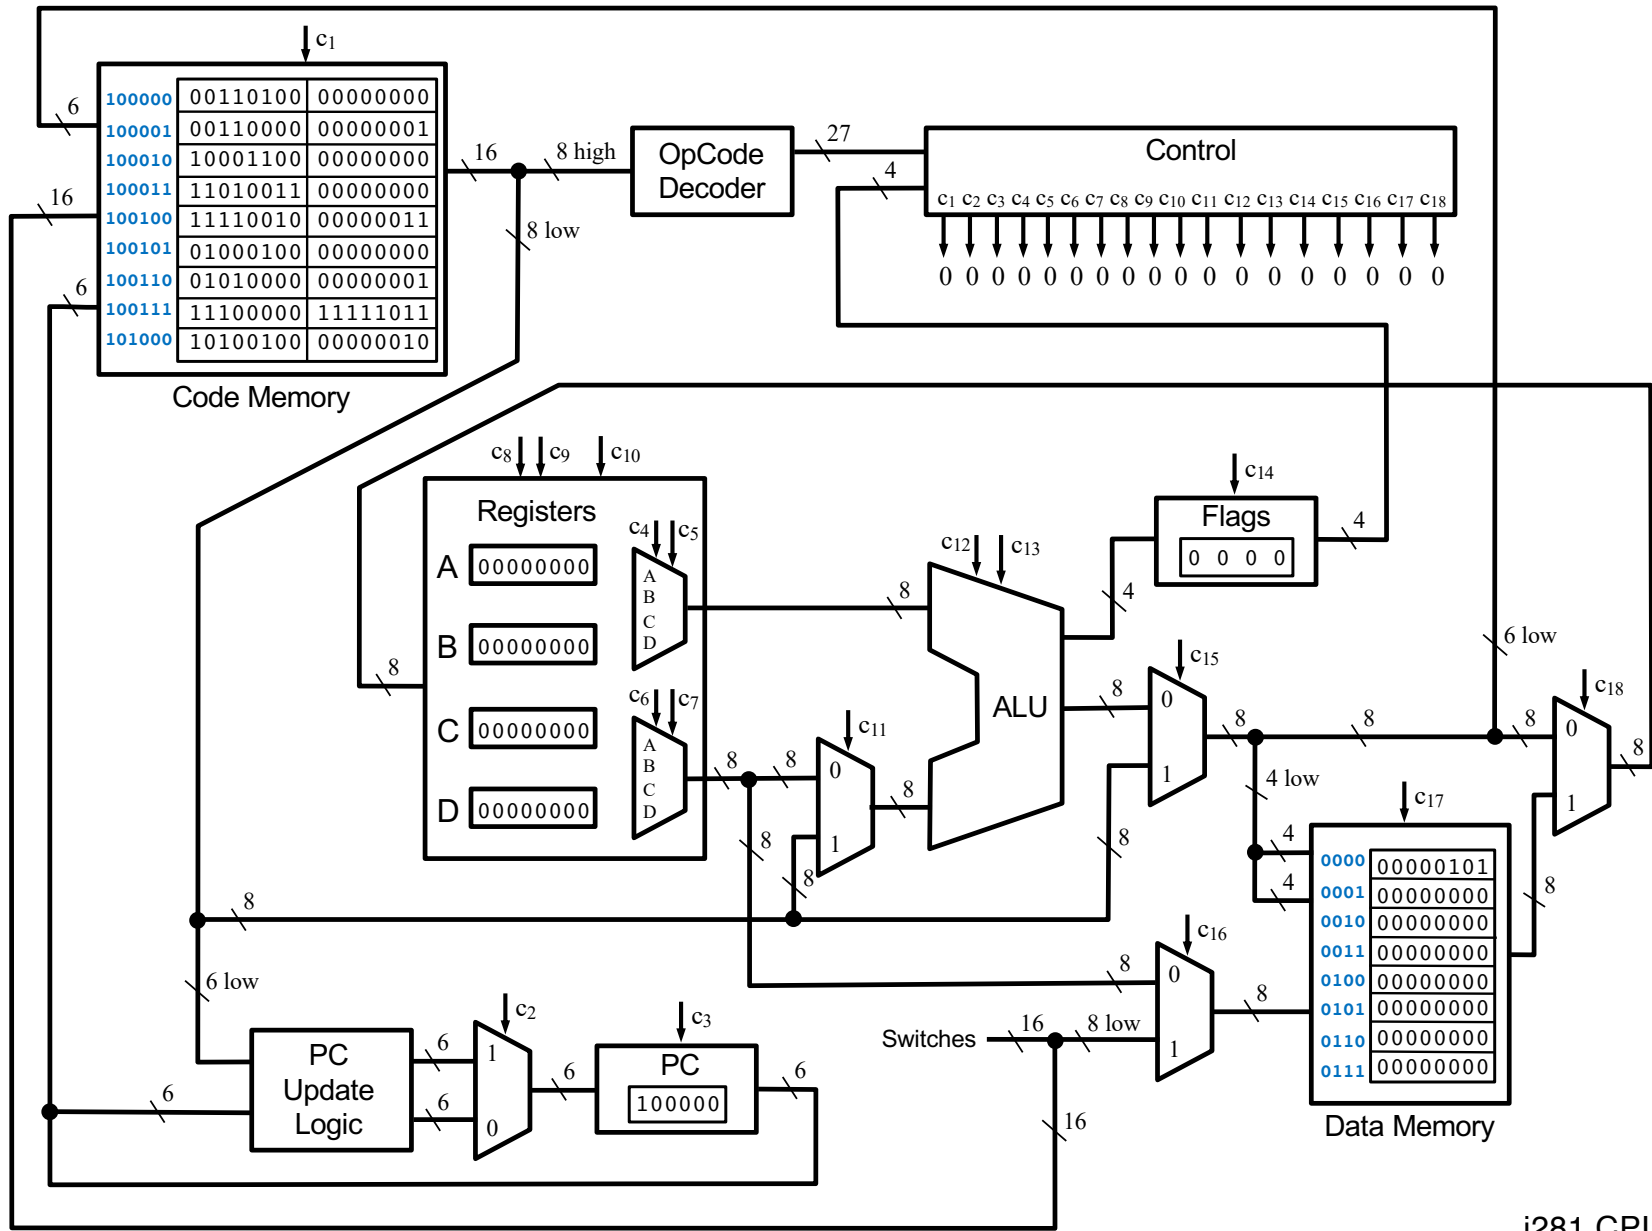 c1
100000 00110100 00000000
100001 00110000 00000001
100010 10001100 00000000
100011 11010011 00000000
100100 11110010 00000011
100101 01000100 00000000
100110 01010000 00000001
100111 11100000 11111011
101000 10100100 00000010
Code Memory
6
16
6
16
8 high
8 low
OpCode
Decoder
27
4
Control
c1 c2 c3 c4 c5 c6 c7 c8 c9 c10 c11 c12 c13 c14 c15 c16 c17 c18
0 0 0 0 0 0 0 0 0 0 0 0 0 0 0 0 0 0
c8 c9 c10
Registers
A 00000000
B 00000000
C 00000000
D 00000000
c4 c5
A
B
C
D
c6 c7
A
B
C
D
8
8
8
8
8
c11
0
1
8
8
c12 c13
ALU
4
8
c14
Flags
0 0 0 0
4
c15
0
1
8
8
8
6 low
8
4 low
4
4
c18
0
1
8
8
c17
0000 00000101
0001 00000000
0010 00000000
0011 00000000
0100 00000000
0101 00000000
0110 00000000
0111 00000000
Data Memory
c16
0
1
8
8
Switches
16
8 low
16
8
6 low
6
PC
Update
Logic
6
6
c2
1
0
6
c3
PC
100000
6